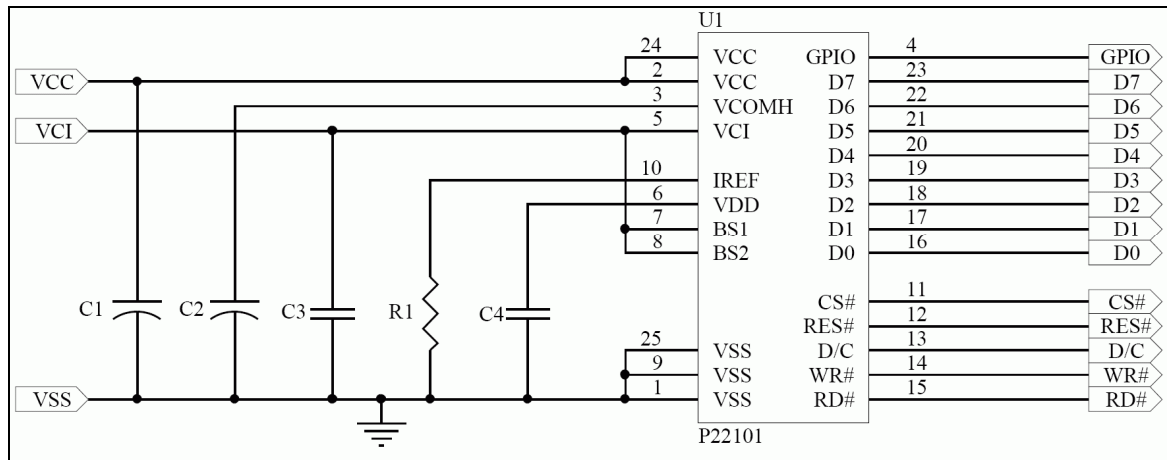 U1
24 VCC GPIO 4 GPIO
VCC 2 VCC D7 23 D7
3 VCOMH D6 22 D6
VCI 5 VCI D5 21 D5
D4 20 D4
10 IREF D3 19 D3
6 VDD D2 18 D2
7 BS1 D1 17 D1
8 BS2 D0 16 D0
C1 C2 C3 R1 C4 CS# 11 CS#
RES# 12 RES#
25 VSS D/C 13 D/C
9 VSS WR# 14 WR#
VSS 1 VSS RD# 15 RD#
P22101